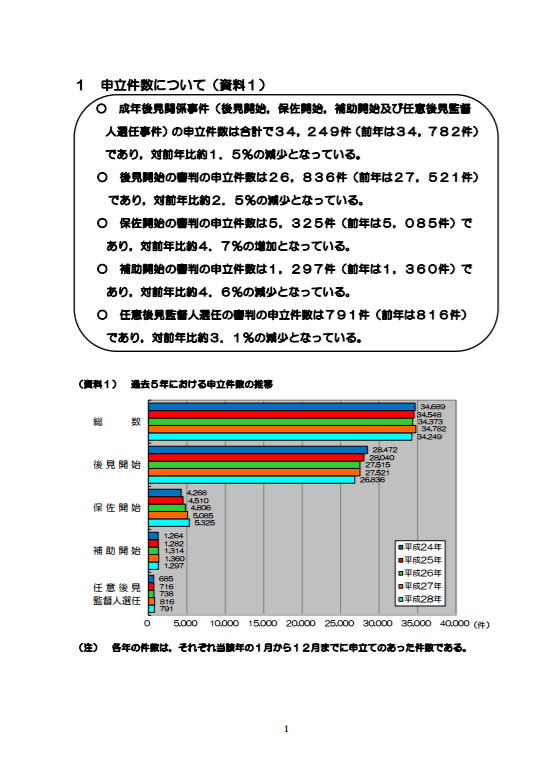 １　申立件数について（資料１）
○　成年後見関係事件（後見開始，保佐開始，補助開始及び任意後見監督
人選任事件）の申立件数は合計で３４，２４９件（前年は３４，７８２件）
であり，対前年比約１．５％の減少となっている。
○　後見開始の審判の申立件数は２６，８３６件（前年は２７，５２１件）
であり，対前年比約２．５％の減少となっている。
○　保佐開始の審判の申立件数は５，３２５件（前年は５，０８５件）で
あり，対前年比約４．７％の増加となっている。
○　補助開始の審判の申立件数は１，２９７件（前年は１，３６０件）で
あり，対前年比約４．６％の減少となっている。
○　任意後見監督人選任の審判の申立件数は７９１件（前年は８１６件）
であり，対前年比約３．１％の減少となっている。
（資料１）　過去５年における申立件数の推移
総　　数
34,689
34,548
34,373
34,782
34,249
後見開始
28,472
28,040
27,515
27,521
26,836
保佐開始
4,268
4,510
4,806
5,085
5,325
補助開始
1,264
1,282
1,314
1,360
1,297
任意後見
監督人選任
685
716
738
816
791
■平成24年
■平成25年
■平成26年
■平成27年
■平成28年
0 5,000 10,000 15,000 20,000 25,000 30,000 35,000 40,000 （件）
（注）　各年の件数は，それぞれ当該年の１月から１２月までに申立てのあった件数である。
1